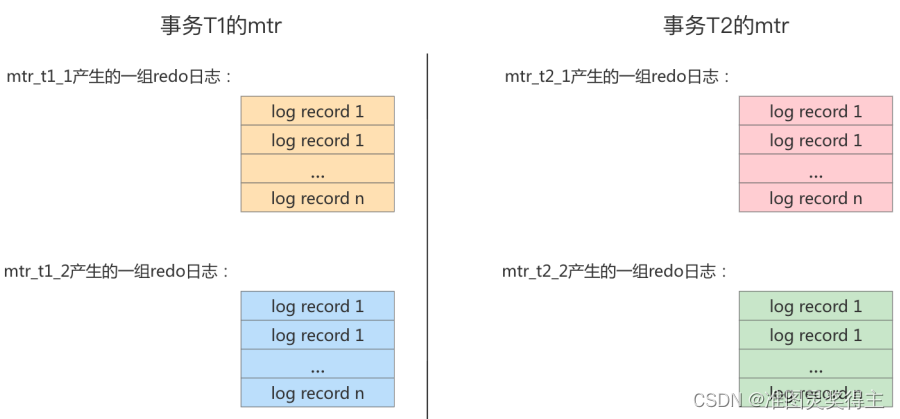 事务T1的mtr
事务T2的mtr
mtr_t1_1产生的一组redo日志：
log record 1
log record 1
...
log record n
mtr_t2_1产生的一组redo日志：
log record 1
log record 1
...
log record n
mtr_t1_2产生的一组redo日志：
log record 1
log record 1
...
log record n
mtr_t2_2产生的一组redo日志：
log record 1
log record 1
...
log record n
CSDN @准图灵奖得主